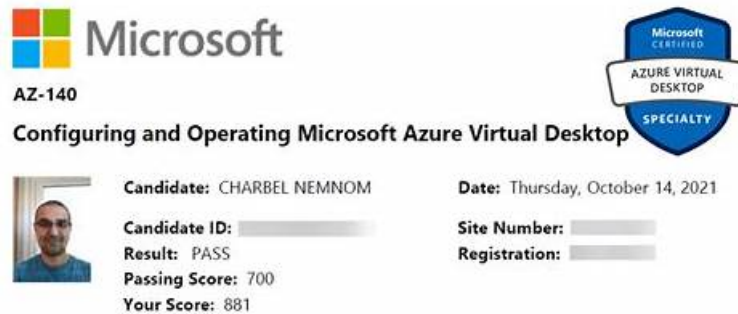 Microsoft
Microsoft
CERTIFIED
AZURE VIRTUAL
DESKTOP
SPECIALTY
AZ-140
Configuring and Operating Microsoft Azure Virtual Desktop
Candidate: CHARBEL NEMNOM
Date: Thursday, October 14, 2021
Candidate ID:
Site Number:
Result: PASS
Registration:
Passing Score: 700
Your Score: 881